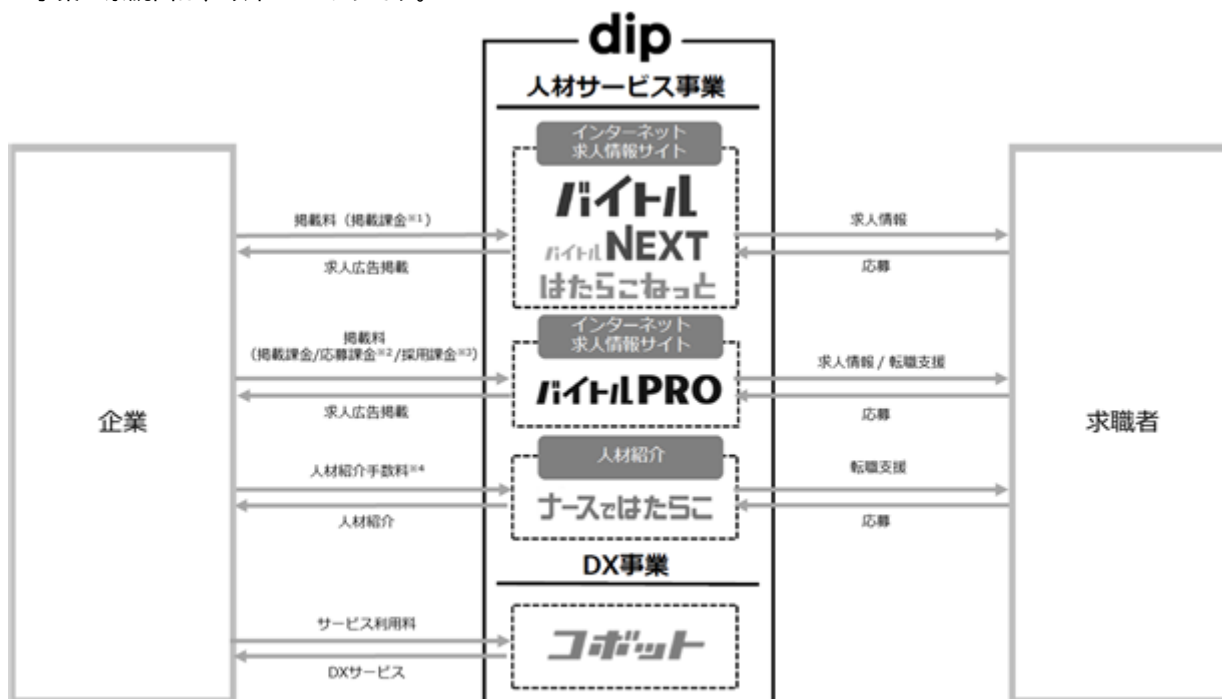 dip
人材サービス事業
インターネット
求人情報サイト
バイトル
バイトルNEXT
はたらこねっと
掲載料（掲載課金※1）
求人広告掲載
求人情報
応募
インターネット
求人情報サイト
バイトルPRO
掲載料
（掲載課金/応募課金※2/採用課金※3）
求人広告掲載
求人情報 / 転職支援
応募
企業
求職者
人材紹介
ナースではたらこ
人材紹介手数料※4
人材紹介
転職支援
応募
DX事業
コボット
サービス利用料
DXサービス